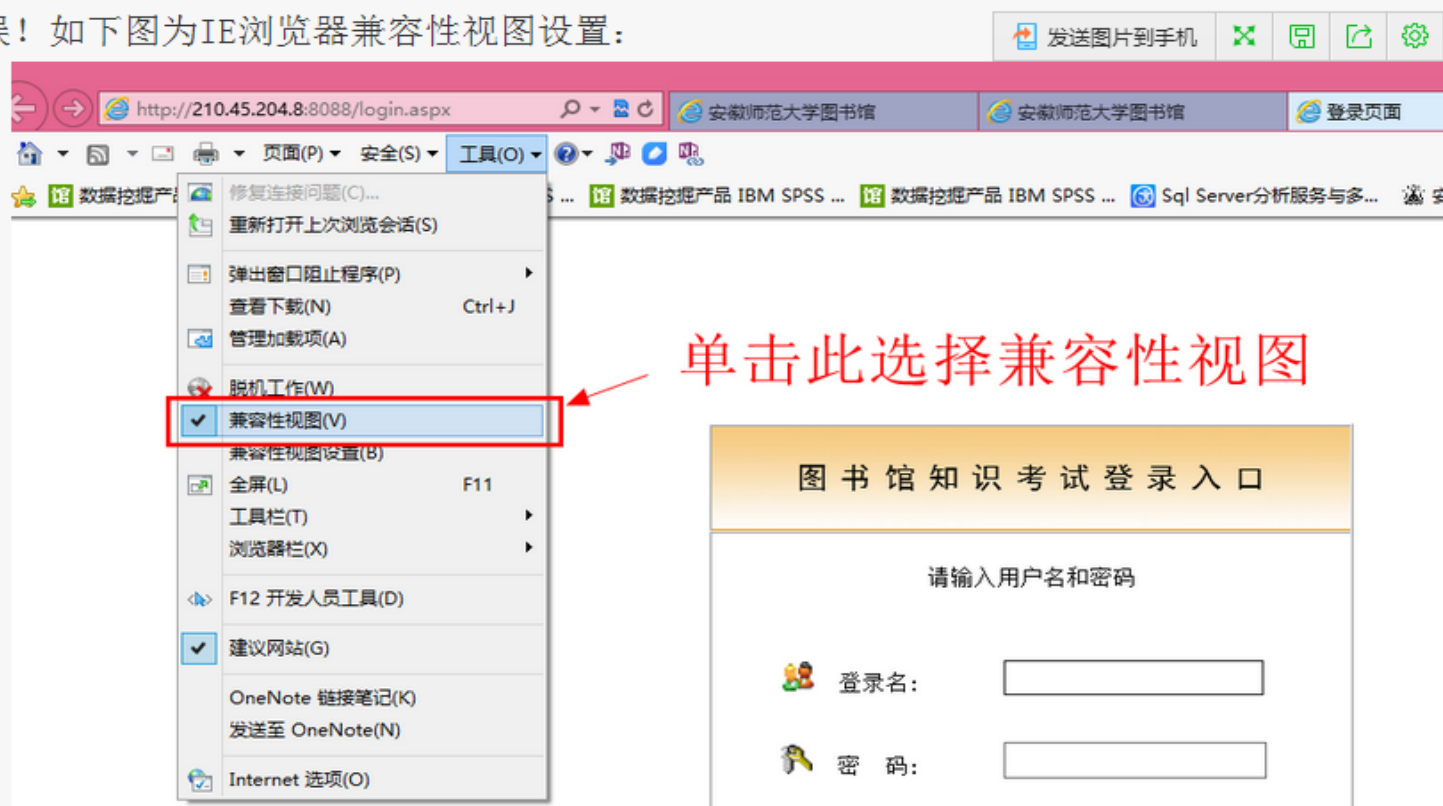 ！如下图为IE浏览器兼容性视图设置：
发送图片到手机
http://210.45.204.8:8088/login.aspx
安徽师范大学图书馆
安徽师范大学图书馆
登录页面
页面(P)
安全(S)
工具(O)
馆 数据挖掘产
S ...
馆 数据挖掘产品 IBM SPSS ...
馆 数据挖掘产品 IBM SPSS ...
Sql Server分析服务与多...
修复连接问题(C)...
重新打开上次浏览会话(S)
弹出窗口阻止程序(P)
查看下载(N) Ctrl+J
管理加载项(A)
脱机工作(W)
兼容性视图(V)
兼容性视图设置(B)
全屏(L) F11
工具栏(T)
浏览器栏(X)
F12 开发人员工具(D)
建议网站(G)
OneNote 链接笔记(K)
发送至 OneNote(N)
Internet 选项(O)
单击此选择兼容性视图
图书馆知识考试登录入口
请输入用户名和密码
登录名：
密 码：